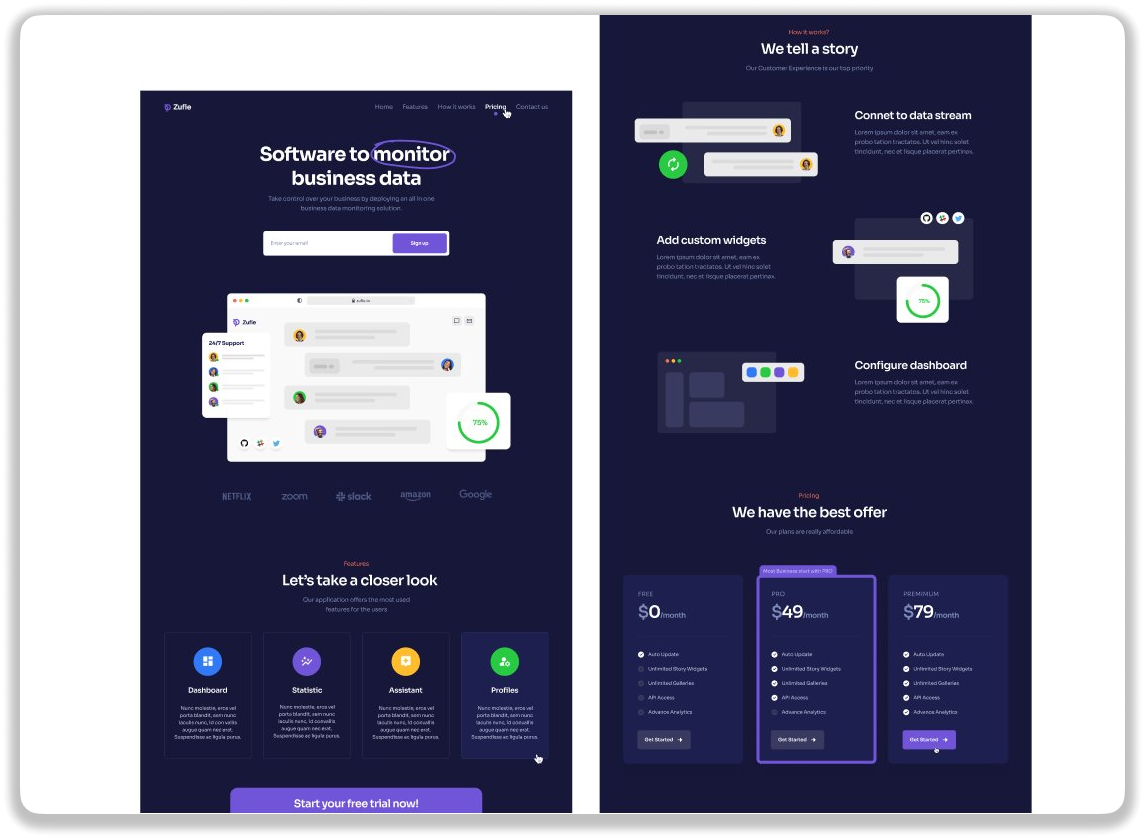 Zufie
Home Features How it works Pricing Contact us
Software to monitor
business data
Take control over your business by deploying an all in one
business data monitoring solution.
Enter your email
Sign up
zufie.io
Zufie
24/7 Support
75%
NETFLIX zoom slack amazon Google
Features
Let's take a closer look
Our application offers the most used
features for the users
Dashboard
Nunc molestie, eros vel
porta blandit, sem nunc
iaculis nunc, id convallis
augue quam nec erat.
Suspendisse ac ligula purus.
Statistic
Nunc molestie, eros vel
porta blandit, sem nunc
iaculis nunc, id convallis
augue quam nec erat.
Suspendisse ac ligula purus.
Assistant
Nunc molestie, eros vel
porta blandit, sem nunc
iaculis nunc, id convallis
augue quam nec erat.
Suspendisse ac ligula purus.
Profiles
Nunc molestie, eros vel
porta blandit, sem nunc
iaculis nunc, id convallis
augue quam nec erat.
Suspendisse ac ligula purus.
Start your free trial now!
How it works?
We tell a story
Our Customer Experience is our top priority
Connet to data stream
Lorem ipsum dolor sit amet, eam ex
probo tation tractatos. Ut vel hinc solet
tincidunt, nec et iisque placerat pertinax.
Add custom widgets
Lorem ipsum dolor sit amet, eam ex
probo tation tractatos. Ut vel hinc solet
tincidunt, nec et iisque placerat pertinax.
75%
Configure dashboard
Lorem ipsum dolor sit amet, eam ex
probo tation tractatos. Ut vel hinc solet
tincidunt, nec et iisque placerat pertinax.
Pricing
We have the best offer
Our plans are really affordable
FREE
$0/month
Auto Update
Unlimited Story Widgets
Unlimited Galleries
API Access
Advance Analytics
Get Started
Most Business start with PRO
PRO
$49/month
Auto Update
Unlimited Story Widgets
Unlimited Galleries
API Access
Advance Analytics
Get Started
PREMIMUM
$79/month
Auto Update
Unlimited Story Widgets
Unlimited Galleries
API Access
Advance Analytics
Get Started